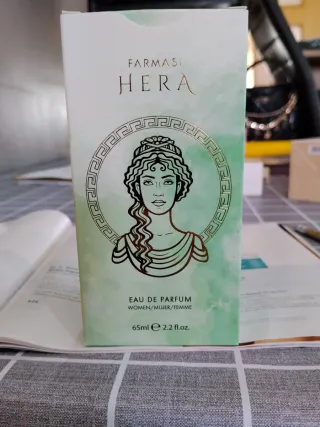 FARMASi
HERA
EAU DE PARFUM
WOMEN/MUJER/FEMME
65ml ℮ 2.2 fl.oz.